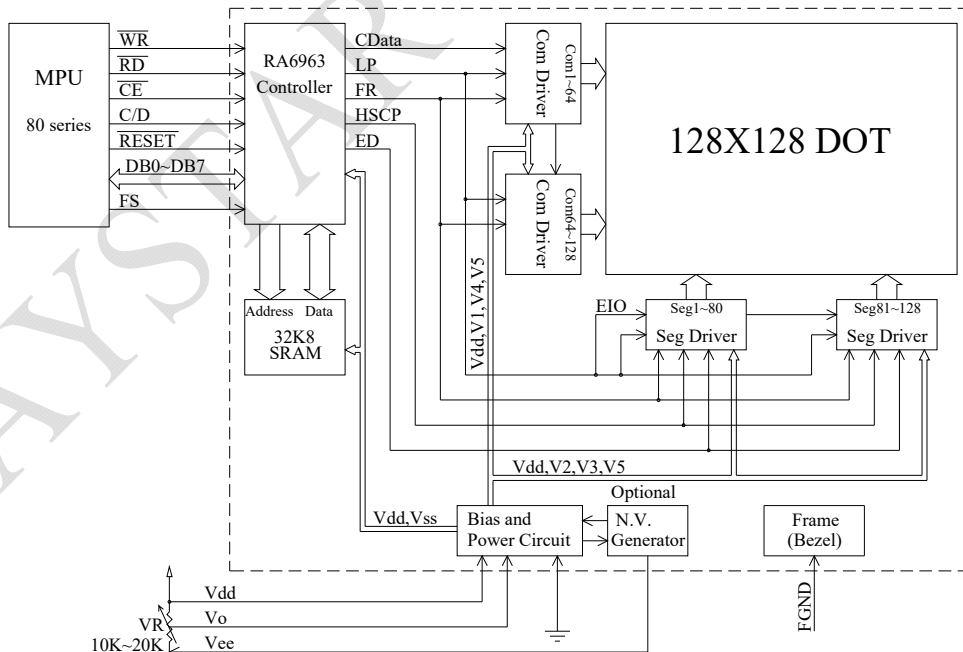 MPU
80 series
WR
RD
CE
C/D
RESET
DB0~DB7
FS
RA6963
Controller
CData
LP
FR
HSCP
ED
Com Driver
Com1~64
Com Driver
Com64~128
128X128 DOT
Address Data
32K8
SRAM
Vdd,V1,V4,V5
EIO
Seg1~80
Seg Driver
Seg81~128
Seg Driver
Vdd,V2,V3,V5
Optional
Vdd,Vss
Bias and
Power Circuit
N.V.
Generator
Frame
(Bezel)
FGND
Vdd
Vo
Vee
VR
10K~20K
AYSTAR